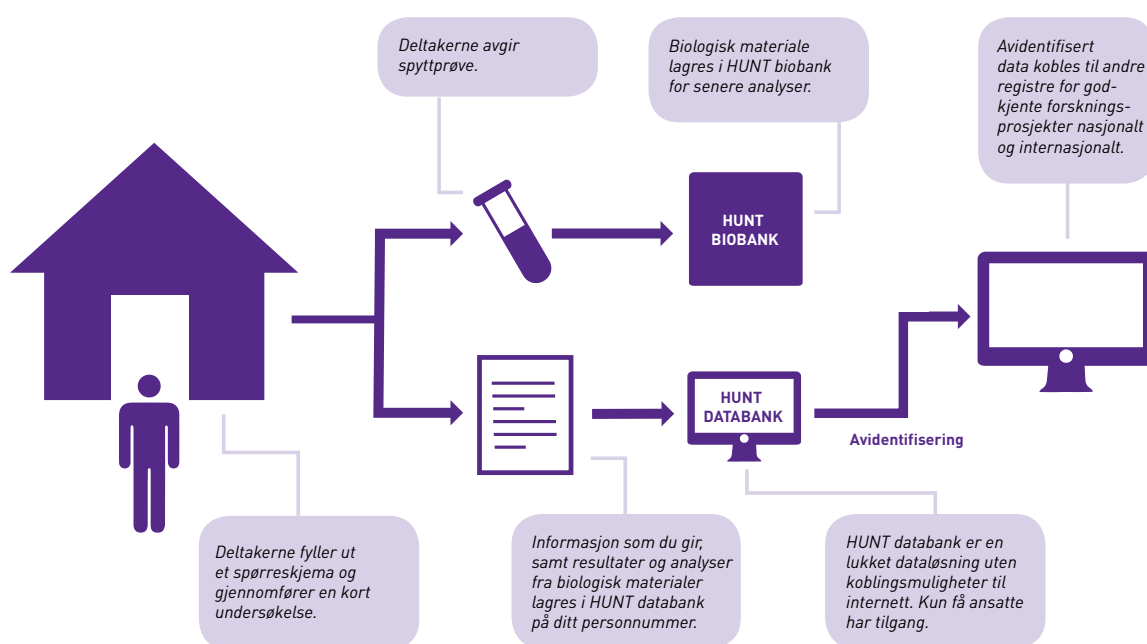 Deltakerne avgir
spyttprøve.
Biologisk materiale
lagres i HUNT biobank
for senere analyser.
Avidentifisert
data kobles til andre
registre for god-
kjente forsknings-
prosjekter nasjonalt
og internasjonalt.
HUNT
BIOBANK
HUNT
DATABANK
Avidentifisering
Deltakerne fyller ut
et spørreskjema og
gjennomfører en kort
undersøkelse.
Informasjon som du gir,
samt resultater og analyser
fra biologisk materialer
lagres i HUNT databank
på ditt personnummer.
HUNT databank er en
lukket dataløsning uten
koblingsmuligheter til
internett. Kun få ansatte
har tilgang.